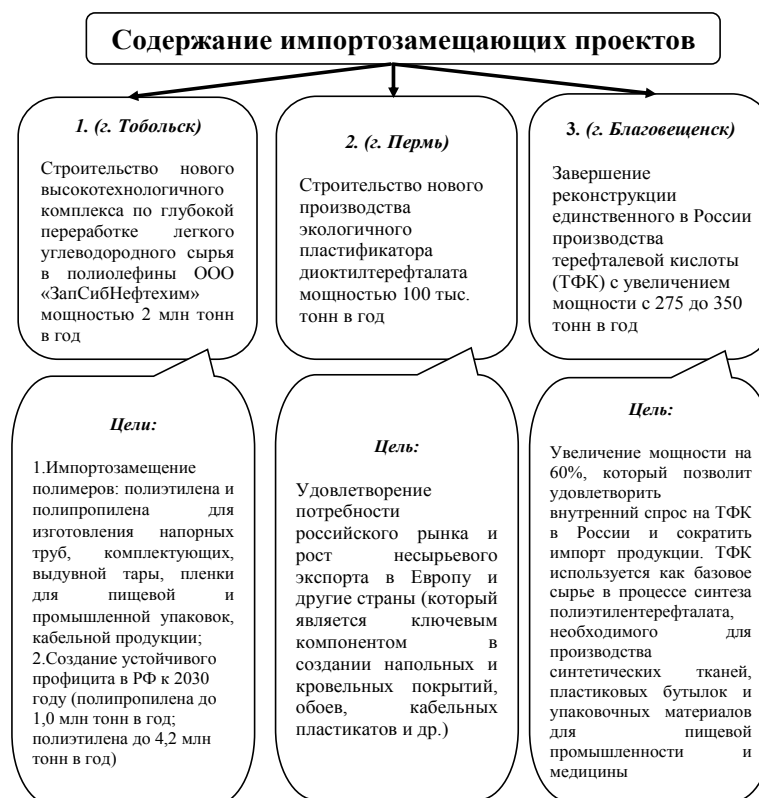 Содержание импортозамещающих проектов
1. (г. Тобольск)
Строительство нового
высокотехнологичного
комплекса по глубокой
переработке легкого
углеводородного сырья
в полиолефины ООО
«ЗапСибНефтехим»
мощностью 2 млн тонн
в год
2. (г. Пермь)
Строительство нового
производства
экологичного
пластификатора
диоктилтерефталата
мощностью 100 тыс.
тонн в год
3. (г. Благовещенск)
Завершение
реконструкции
единственного в России
производства
терефталевой кислоты
(ТФК) с увеличением
мощности с 275 до 350
тонн в год
Цели:
1.Импортозамещение
полимеров: полиэтилена и
полипропилена для
изготовления напорных
труб, комплектующих,
выдувной тары, пленки
для пищевой и
промышленной упаковок,
кабельной продукции;
2.Создание устойчивого
профицита в РФ к 2030
году (полипропилена до
1,0 млн тонн в год;
полиэтилена до 4,2 млн
тонн в год)
Цель:
Удовлетворение
потребности
российского рынка и
рост несырьевого
экспорта в Европу и
другие страны (который
является ключевым
компонентом в
создании напольных и
кровельных покрытий,
обоев, кабельных
пластикатов и др.)
Цель:
Увеличение мощности на
60%, который позволит
удовлетворить
внутренний спрос на ТФК
в России и сократить
импорт продукции. ТФК
используется как базовое
сырье в процессе синтеза
полиэтилентерефталата,
необходимого для
производства
синтетических тканей,
пластиковых бутылок и
упаковочных материалов
для пищевой
промышленности и
медицины